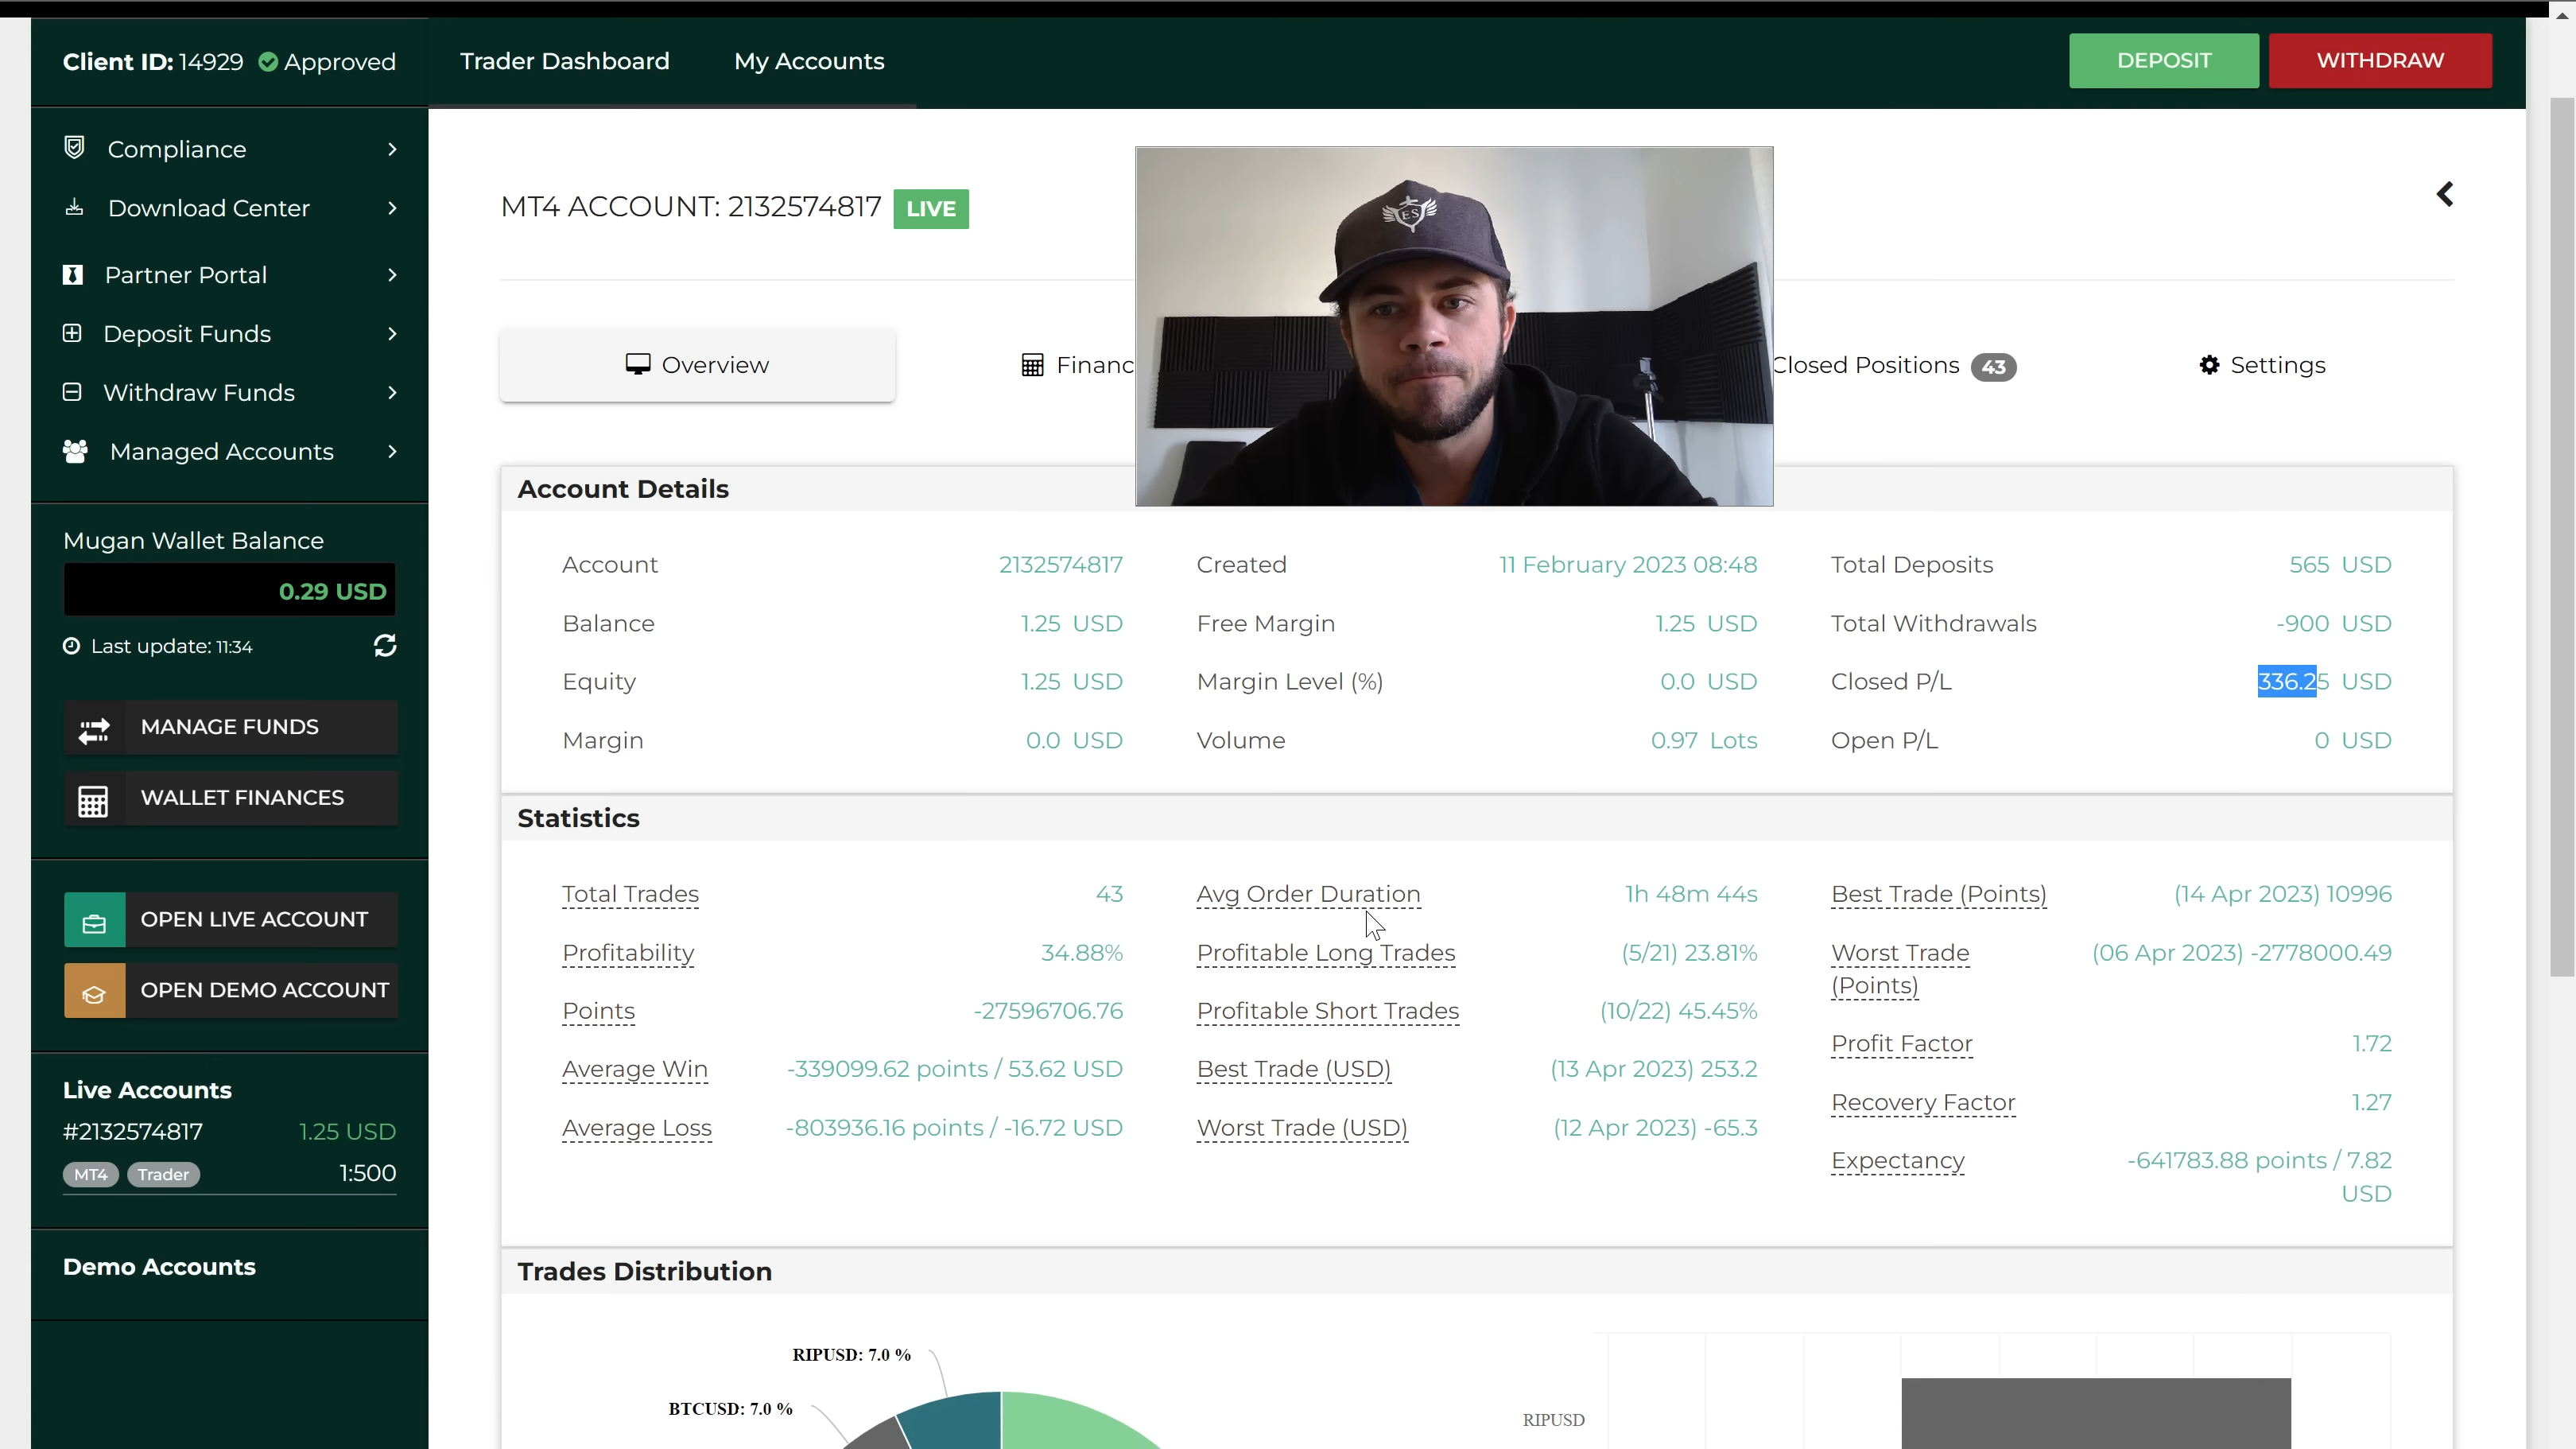 Client ID: 14929 Approved
Trader Dashboard
My Accounts
DEPOSIT
WITHDRAW
Compliance
Download Center
Partner Portal
Deposit Funds
Withdraw Funds
Managed Accounts
Mugan Wallet Balance
0.29 USD
Last update: 11:34
MANAGE FUNDS
WALLET FINANCES
OPEN LIVE ACCOUNT
OPEN DEMO ACCOUNT
Live Accounts
#2132574817 1.25 USD
MT4 Trader 1:500
Demo Accounts
MT4 ACCOUNT: 2132574817 LIVE
ES
Overview
Financ
Closed Positions 43
Settings
Account Details
Account 2132574817
Balance 1.25 USD
Equity 1.25 USD
Margin 0.0 USD
Created 11 February 2023 08:48
Free Margin 1.25 USD
Margin Level (%) 0.0 USD
Volume 0.97 Lots
Total Deposits 565 USD
Total Withdrawals -900 USD
Closed P/L 336.25 USD
Open P/L 0 USD
Statistics
Total Trades 43
Profitability 34.88%
Points -27596706.76
Average Win -339099.62 points / 53.62 USD
Average Loss -803936.16 points / -16.72 USD
Avg Order Duration 1h 48m 44s
Profitable Long Trades (5/21) 23.81%
Profitable Short Trades (10/22) 45.45%
Best Trade (USD) (13 Apr 2023) 253.2
Worst Trade (USD) (12 Apr 2023) -65.3
Best Trade (Points) (14 Apr 2023) 10996
Worst Trade (06 Apr 2023) -2778000.49
(Points)
Profit Factor 1.72
Recovery Factor 1.27
Expectancy -641783.88 points / 7.82
USD
Trades Distribution
RIPUSD: 7.0 %
BTCUSD: 7.0 %
RIPUSD